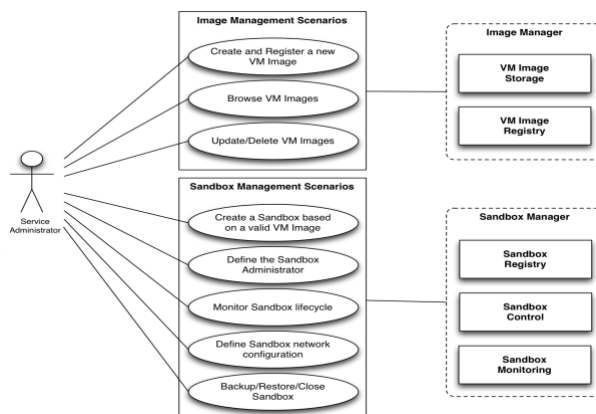 Image Management Scenarios
Create and Register a new
VM Image
Browse VM Images
Update/Delete VM Images
Image Manager
VM Image
Storage
VM Image
Registry
Service
Administrator
Sandbox Management Scenarios
Create a Sandbox based
on a valid VM Image
Define the Sandbox
Administrator
Monitor Sandbox lifecycle
Define Sandbox network
configuration
Backup/Restore/Close
Sandbox
Sandbox Manager
Sandbox
Registry
Sandbox
Control
Sandbox
Monitoring